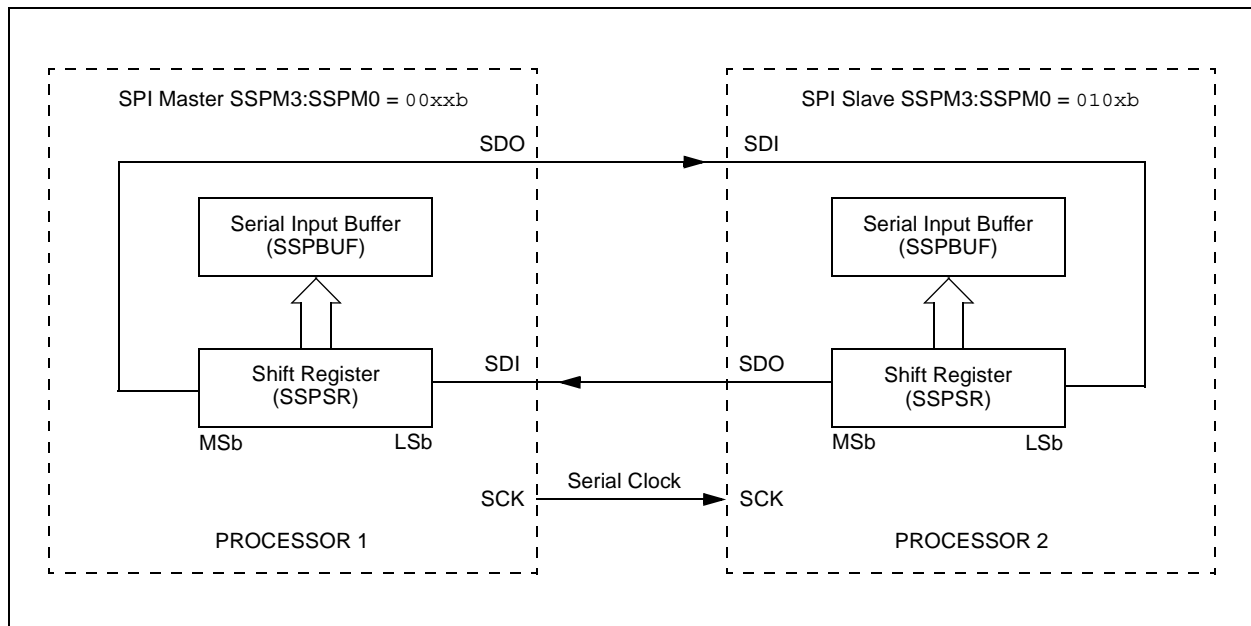 SPI Master SSPM3:SSPM0 = 00xxb
SPI Slave SSPM3:SSPM0 = 010xb
SDO
SDI
Serial Input Buffer
(SSPBUF)
Serial Input Buffer
(SSPBUF)
Shift Register
(SSPSR)
SDI
SDO
Shift Register
(SSPSR)
MSb
LSb
MSb
LSb
SCK
Serial Clock
SCK
PROCESSOR 1
PROCESSOR 2